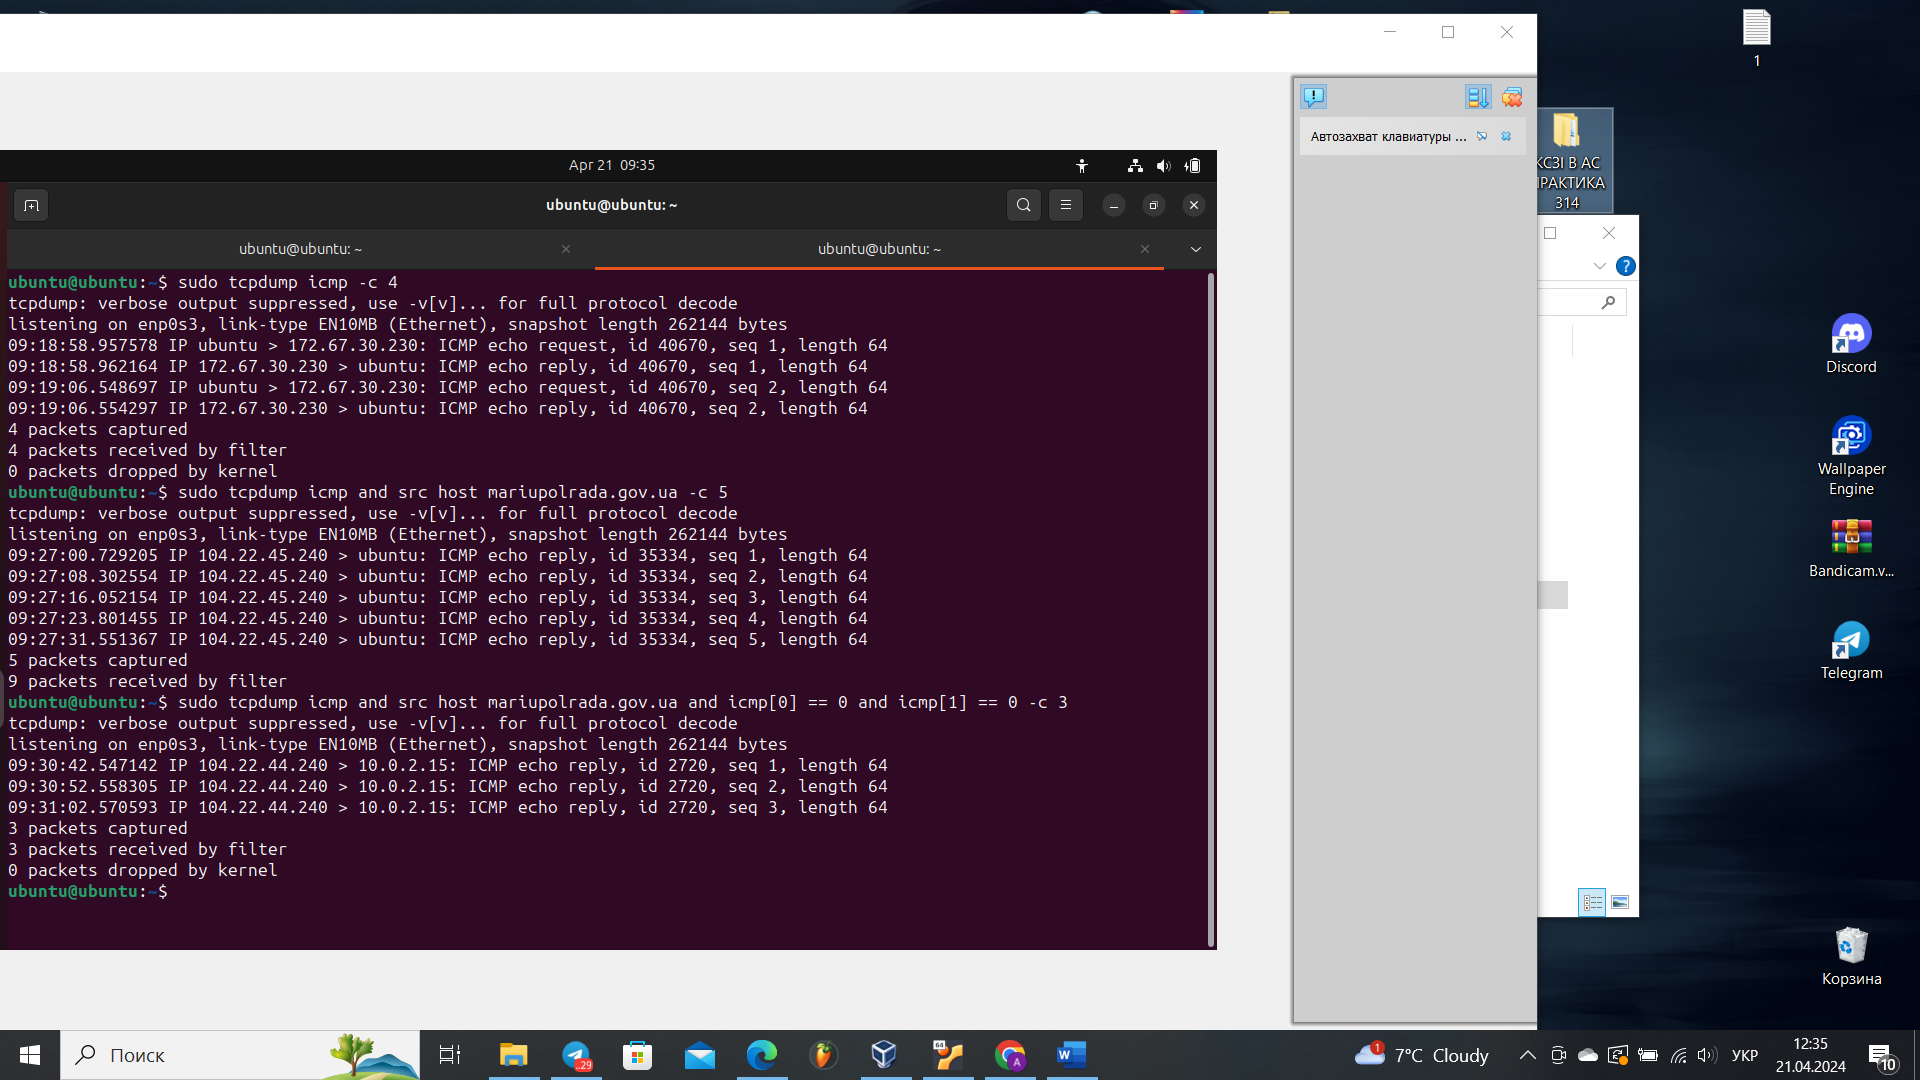 1
Автозахват клавиатуры ...
КСЗІ В АС
ПРАКТИКА
314
Apr 21 09:35
ubuntu@ubuntu: ~
ubuntu@ubuntu: ~
ubuntu@ubuntu: ~
ubuntu@ubuntu:~$ sudo tcpdump icmp -c 4
tcpdump: verbose output suppressed, use -v[v]... for full protocol decode
listening on enp0s3, link-type EN10MB (Ethernet), snapshot length 262144 bytes
09:18:58.957578 IP ubuntu > 172.67.30.230: ICMP echo request, id 40670, seq 1, length 64
09:18:58.962164 IP 172.67.30.230 > ubuntu: ICMP echo reply, id 40670, seq 1, length 64
09:19:06.548697 IP ubuntu > 172.67.30.230: ICMP echo request, id 40670, seq 2, length 64
09:19:06.554297 IP 172.67.30.230 > ubuntu: ICMP echo reply, id 40670, seq 2, length 64
4 packets captured
4 packets received by filter
0 packets dropped by kernel
ubuntu@ubuntu:~$ sudo tcpdump icmp and src host mariupolrada.gov.ua -c 5
tcpdump: verbose output suppressed, use -v[v]... for full protocol decode
listening on enp0s3, link-type EN10MB (Ethernet), snapshot length 262144 bytes
09:27:00.729205 IP 104.22.45.240 > ubuntu: ICMP echo reply, id 35334, seq 1, length 64
09:27:08.302554 IP 104.22.45.240 > ubuntu: ICMP echo reply, id 35334, seq 2, length 64
09:27:16.052154 IP 104.22.45.240 > ubuntu: ICMP echo reply, id 35334, seq 3, length 64
09:27:23.801455 IP 104.22.45.240 > ubuntu: ICMP echo reply, id 35334, seq 4, length 64
09:27:31.551367 IP 104.22.45.240 > ubuntu: ICMP echo reply, id 35334, seq 5, length 64
5 packets captured
9 packets received by filter
ubuntu@ubuntu:~$ sudo tcpdump icmp and src host mariupolrada.gov.ua and icmp[0] == 0 and icmp[1] == 0 -c 3
tcpdump: verbose output suppressed, use -v[v]... for full protocol decode
listening on enp0s3, link-type EN10MB (Ethernet), snapshot length 262144 bytes
09:30:42.547142 IP 104.22.44.240 > 10.0.2.15: ICMP echo reply, id 2720, seq 1, length 64
09:30:52.558305 IP 104.22.44.240 > 10.0.2.15: ICMP echo reply, id 2720, seq 2, length 64
09:31:02.570593 IP 104.22.44.240 > 10.0.2.15: ICMP echo reply, id 2720, seq 3, length 64
3 packets captured
3 packets received by filter
0 packets dropped by kernel
ubuntu@ubuntu:~$
Discord
Wallpaper
Engine
Bandicam.v...
Telegram
Корзина
Поиск
..29
64
A
W
1
7°C Cloudy
УКР
12:35
21.04.2024
10